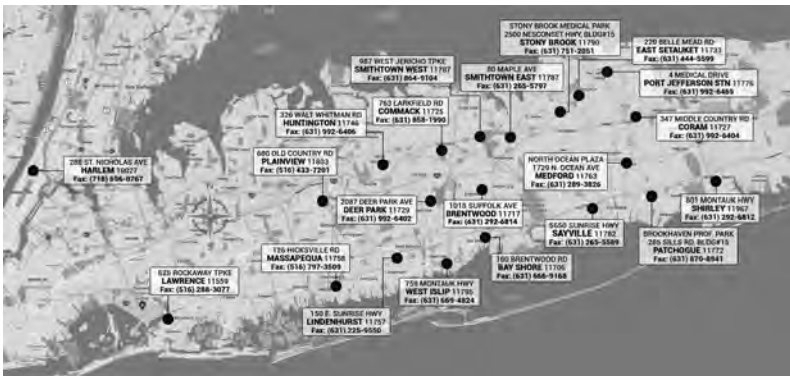 STONY BROOK MEDICAL PARK
2500 NESCONSET HWY, BLDG#15
STONY BROOK 11790
Fax: (631) 751-2051
220 BELLE MEAD RD
EAST SETAUKET 11733
Fax: (631) 444-5599
987 WEST JERICHO TPKE
SMITHTOWN WEST 11787
Fax: (631) 864-9104
80 MAPLE AVE
SMITHTOWN EAST 11787
Fax: (631) 265-5797
4 MEDICAL DRIVE
PORT JEFFERSON STN 11776
Fax: (631) 992-6465
763 LARKFIELD RD
COMMACK 11725
Fax: (631) 858-1990
326 WALT WHITMAN RD
HUNTINGTON 11746
Fax: (631) 992-6406
347 MIDDLE COUNTRY RD
CORAM 11727
Fax: (631) 992-6404
288 ST. NICHOLAS AVE
HARLEM 10027
Fax: (718) 696-8767
680 OLD COUNTRY RD
PLAINVIEW 11803
Fax: (516) 433-7201
NORTH OCEAN PLAZA
1729 N. OCEAN AVE
MEDFORD 11763
Fax: (631) 289-3826
2087 DEER PARK AVE
DEER PARK 11729
Fax: (631) 992-6402
1015 SUFFOLK AVE
BRENTWOOD 11717
Fax: (631) 292-6814
801 MONTAUK HWY
SHIRLEY 11967
Fax: (631) 292-6812
5550 SUNRISE HWY
SAYVILLE 11782
Fax: (631) 265-5589
BROOKHAVEN PROF. PARK
285 SILLS RD. BLDG#15
PATCHOGUE 11772
Fax: (631) 870-8941
HICKSVILLE RD
MASSAPEQUA 11758
Fax: (516) 797-3509
BRENTWOOD RD
BAY SHORE 11706
Fax: (631) 666-9168
ROCKAWAY TPKE
LAWRENCE 11559
Fax: (516) 288-3077
759 MONTAUK HWY
WEST ISLIP 11795
Fax: (631) 669-4824
150 E. SUNRISE HWY
LINDENHURST 11757
Fax: (631) 225-9550